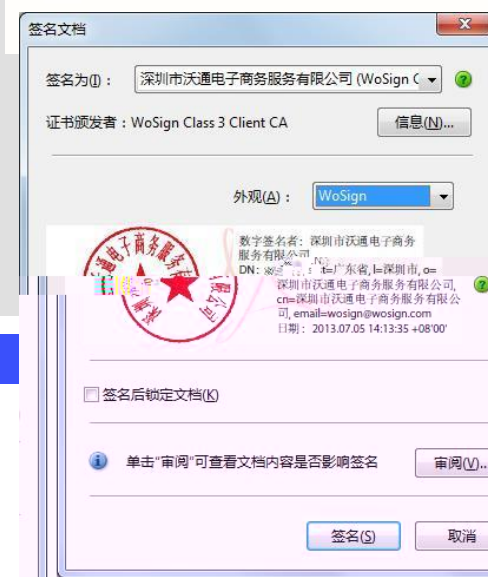 签名文档
签名为(I): 深圳市沃通电子商务服务有限公司 (WoSign C
证书颁发者:WoSign Class 3 Client CA
信息(N)...
外观(A): WoSign
数字签名者: 深圳市沃通电子商务
服务有限公司
DN: t=广东省, l=深圳市, o=
深圳市沃通电子商务服务有限公司,
cn=深圳市沃通电子商务服务有限公
司, email=wosign@wosign.com
日期: 2013.07.05 14:13:35 +08'00'
签名后锁定文档(K)
单击"审阅"可查看文档内容是否影响签名
审阅(V)..
签名(S)
取消